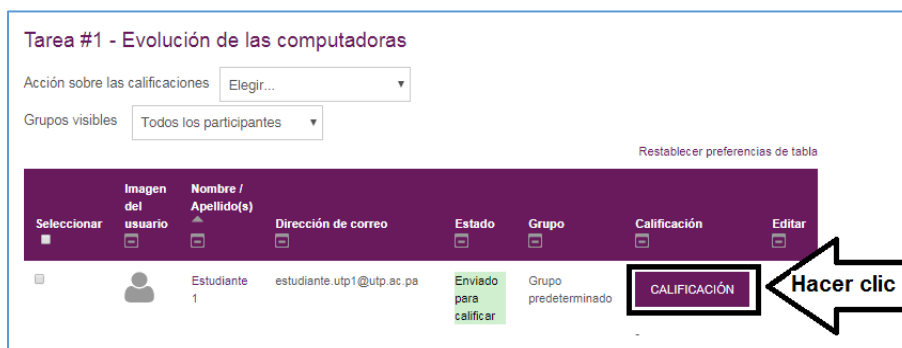 Tarea #1 - Evolución de las computadoras
Acción sobre las calificaciones Elegir...
Grupos visibles Todos los participantes
Restablecer preferencias de tabla
Seleccionar
Imagen del usuario
Nombre / Apellido(s)
Dirección de correo
Estado
Grupo
Calificación
Editar
Estudiante 1
estudiante.utp1@utp.ac.pa
Enviado para calificar
Grupo predeterminado
CALIFICACIÓN
Hacer clic
-